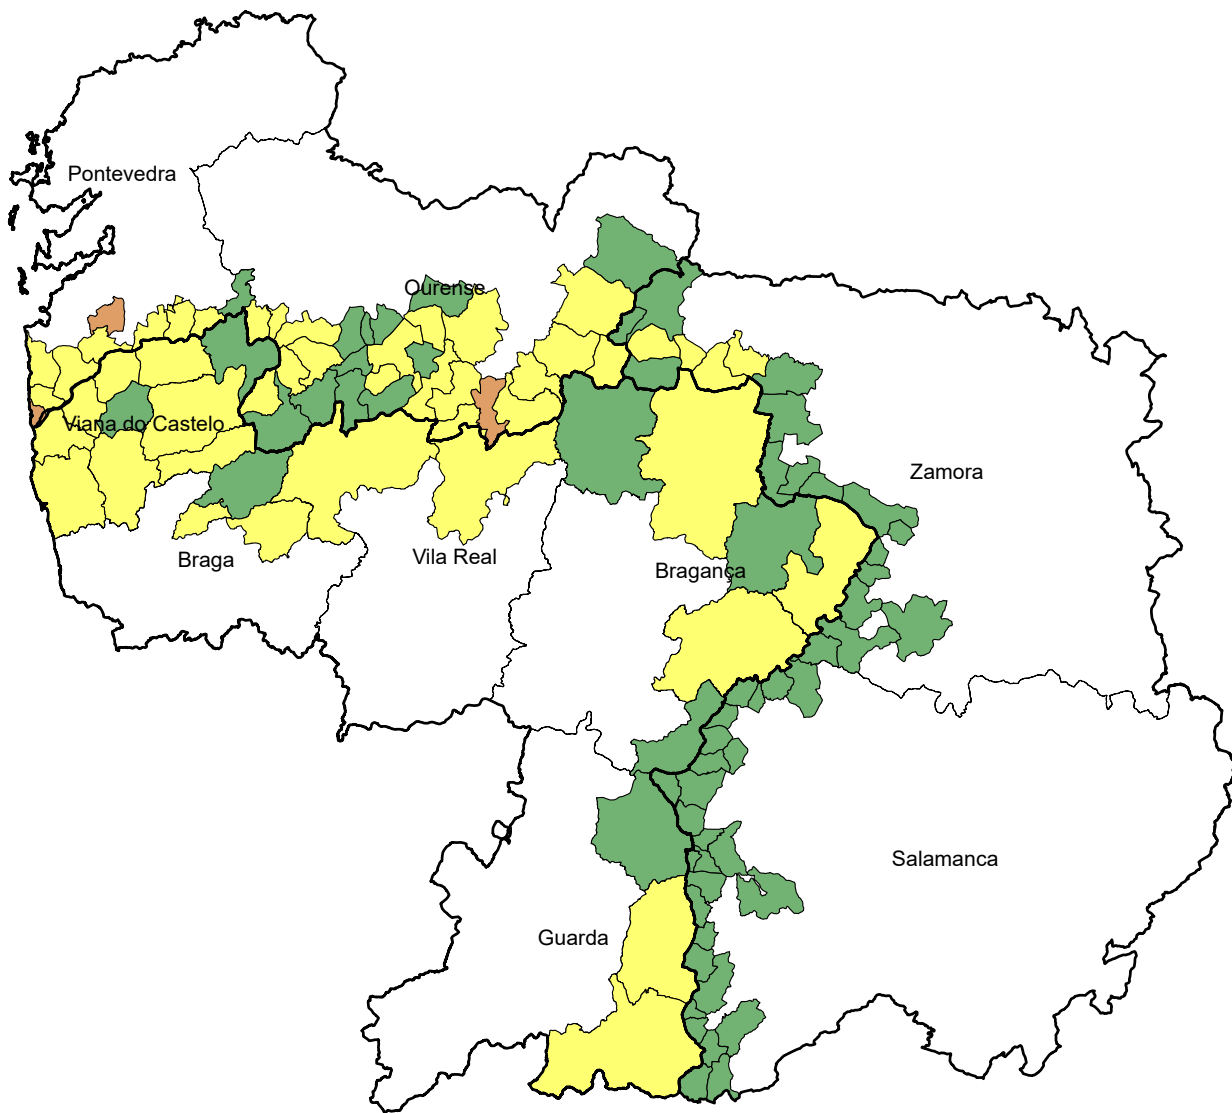 Pontevedra
Ourense
Viana do Castelo
Zamora
Braga
Vila Real
Bragança
Salamanca
Guarda